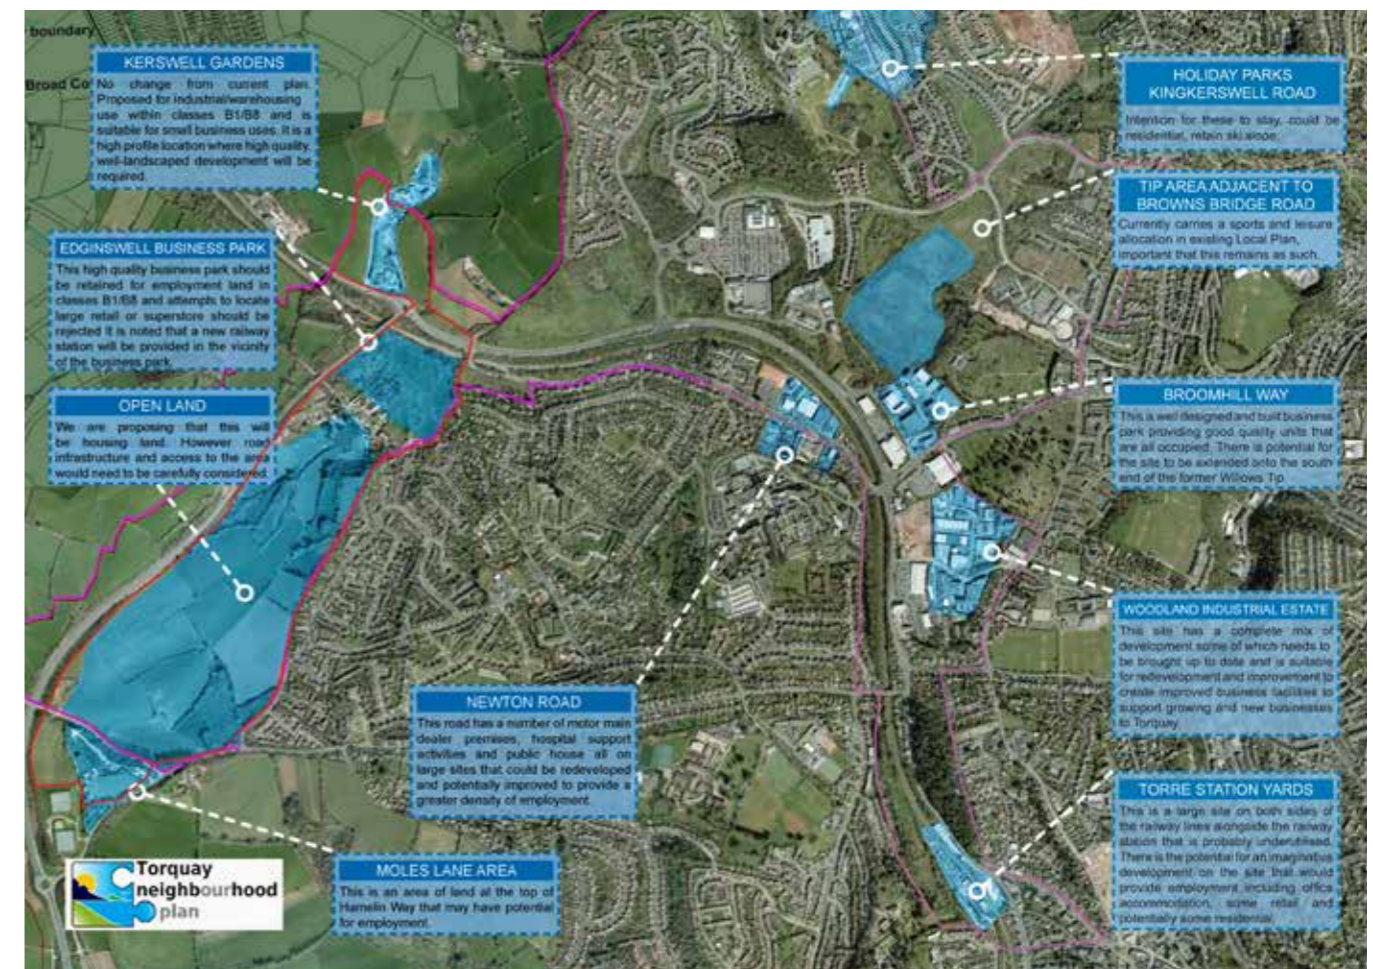 boundary
Broad Co
KERSWELL GARDENS
No change from current plan.
Proposed for industrial/warehousing
use within classes B1/B8 and is
suitable for small business uses. It is a
high profile location where high quality,
well-landscaped development will be
required.
EDGINSWELL BUSINESS PARK
This high quality business park should
be retained for employment land in
classes B1/B8 and attempts to locate
large retail or superstore should be
rejected It is noted that a new railway
station will be provided in the vicinity
of the business park.
OPEN LAND
We are proposing that this will
be housing land. However road
infrastructure and access to the area
would need to be carefully considered.
HOLIDAY PARKS
KINGKERSWELL ROAD
Intention for these to stay, could be
residential, retain ski slope.
TIP AREA ADJACENT TO
BROWNS BRIDGE ROAD
Currently carries a sports and leisure
allocation in existing Local Plan,
important that this remains as such.
BROOMHILL WAY
This is a well designed and built business
park providing good quality units that
are all occupied. There is potential for
the site to be extended onto the south
end of the former Willows Tip
WOODLAND INDUSTRIAL ESTATE
This site has a complete mix of
development some of which needs to
be brought up to date and is suitable
for redevelopment and improvement to
create improved business facilities to
support growing and new businesses
to Torquay.
NEWTON ROAD
This road has a number of motor main
dealer premises, hospital support
activities and public house all on
large sites that could be redeveloped
and potentially improved to provide a
greater density of employment.
TORRE STATION YARDS
This is a large site on both sides of
the railway lines alongside the railway
station that is probably underutilised.
There is the potential for an imaginative
development on the site that would
provide employment including office
accommodation, some retail and
potentially some residential.
MOLES LANE AREA
This is an area of land at the top of
Hamelin Way that may have potential
for employment.
Torquay
neighbourhood
plan